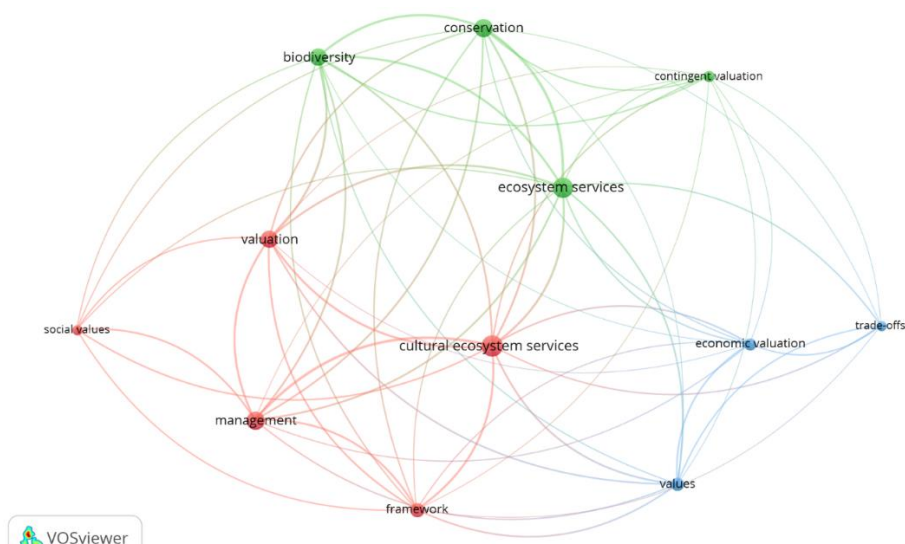 conservation
biodiversity
contingent valuation
ecosystem services
valuation
social values
trade-offs
economic valuation
cultural ecosystem services
management
values
framework
VOSviewer